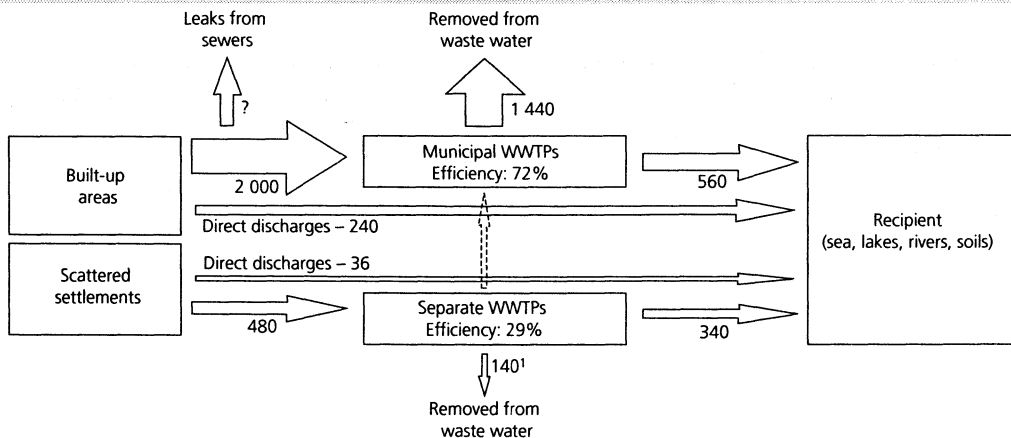 Leaks from
sewers
Removed from
waste water
?
1 440
Built-up
areas
2 000
Municipal WWTPs
Efficiency: 72%
560
Direct discharges – 240
Recipient
(sea, lakes, rivers, soils)
Direct discharges – 36
Scattered
settlements
480
Separate WWTPs
Efficiency: 29%
340
140¹
Removed from
waste water